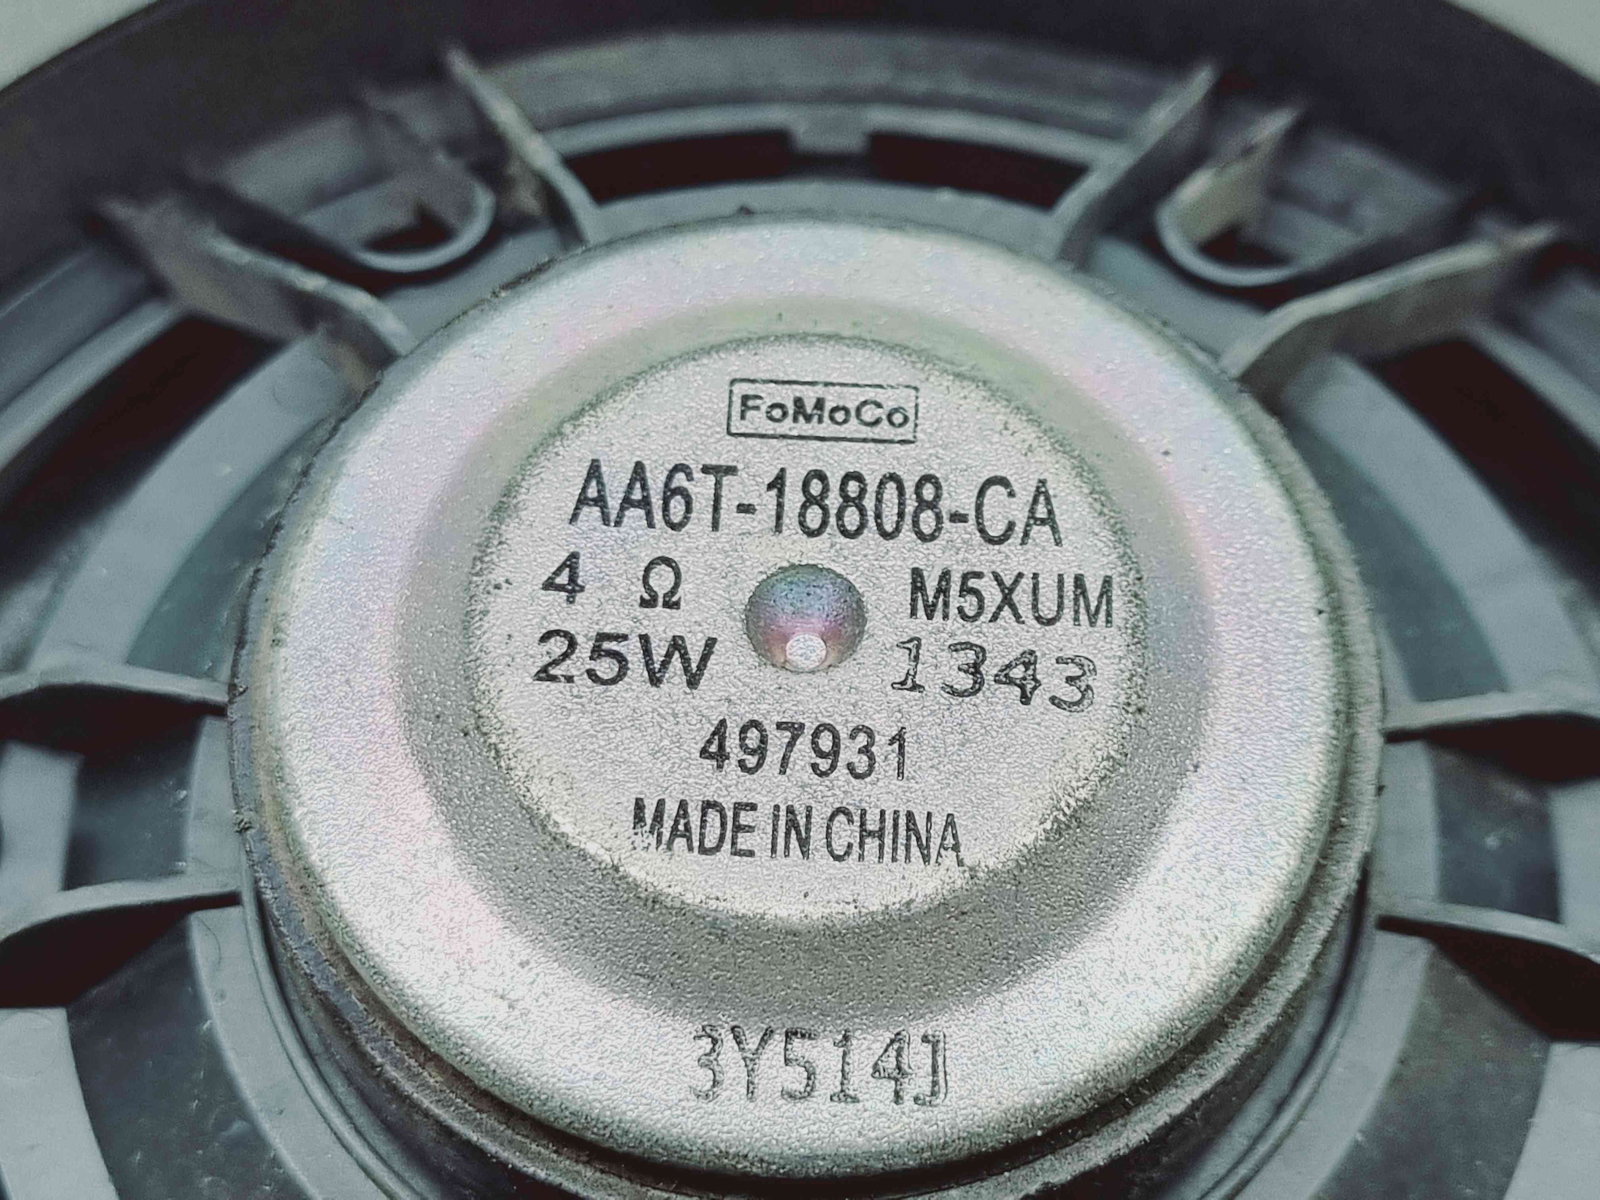 FoMoCo
AA6T-18808-CA
4 Ω M5XUM
25W 1343
497931
MADE IN CHINA
3Y514J